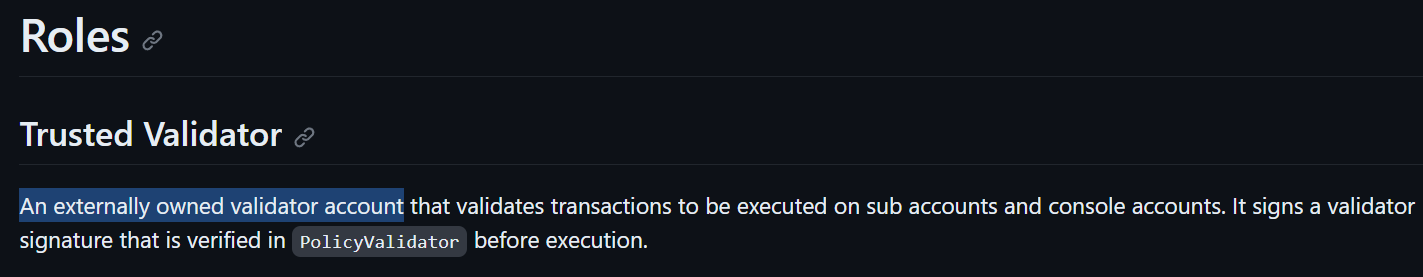 Roles
Trusted Validator
An externally owned validator account that validates transactions to be executed on sub accounts and console accounts. It signs a validator
signature that is verified in PolicyValidator before execution.